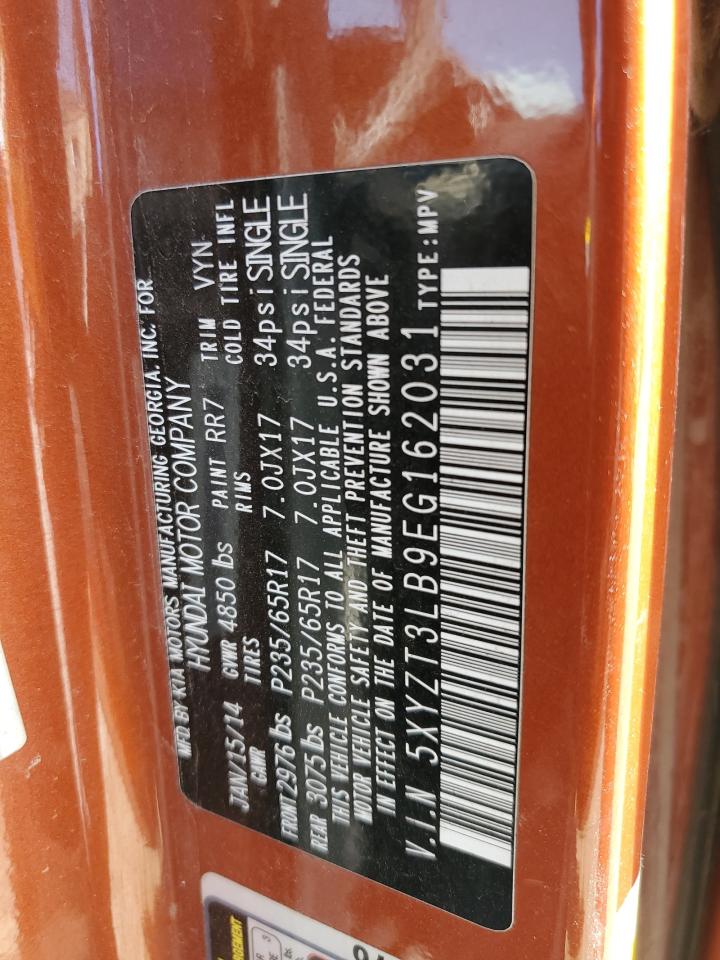 MFD BY KIA MOTORS MANUFACTURING GEORGIA, INC. FOR
HYUNDAI MOTOR COMPANY
JAN/15/14 GVWR 4850 lbs PAINT RR7 TRIM VYN
GAWR TIRES RIMS COLD TIRE INFL
FRONT 2976 lbs P235/65R17 7.0JX17 34psi SINGLE
REAR 3075 lbs P235/65R17 7.0JX17 34psi SINGLE
THIS VEHICLE CONFORMS TO ALL APPLICABLE U.S.A. FEDERAL
MOTOR VEHICLE SAFETY AND THEFT PREVENTION STANDARDS
IN EFFECT ON THE DATE OF MANUFACTURE SHOWN ABOVE
V.I.N 5XYZT3LB9EG162031 TYPE:MPV